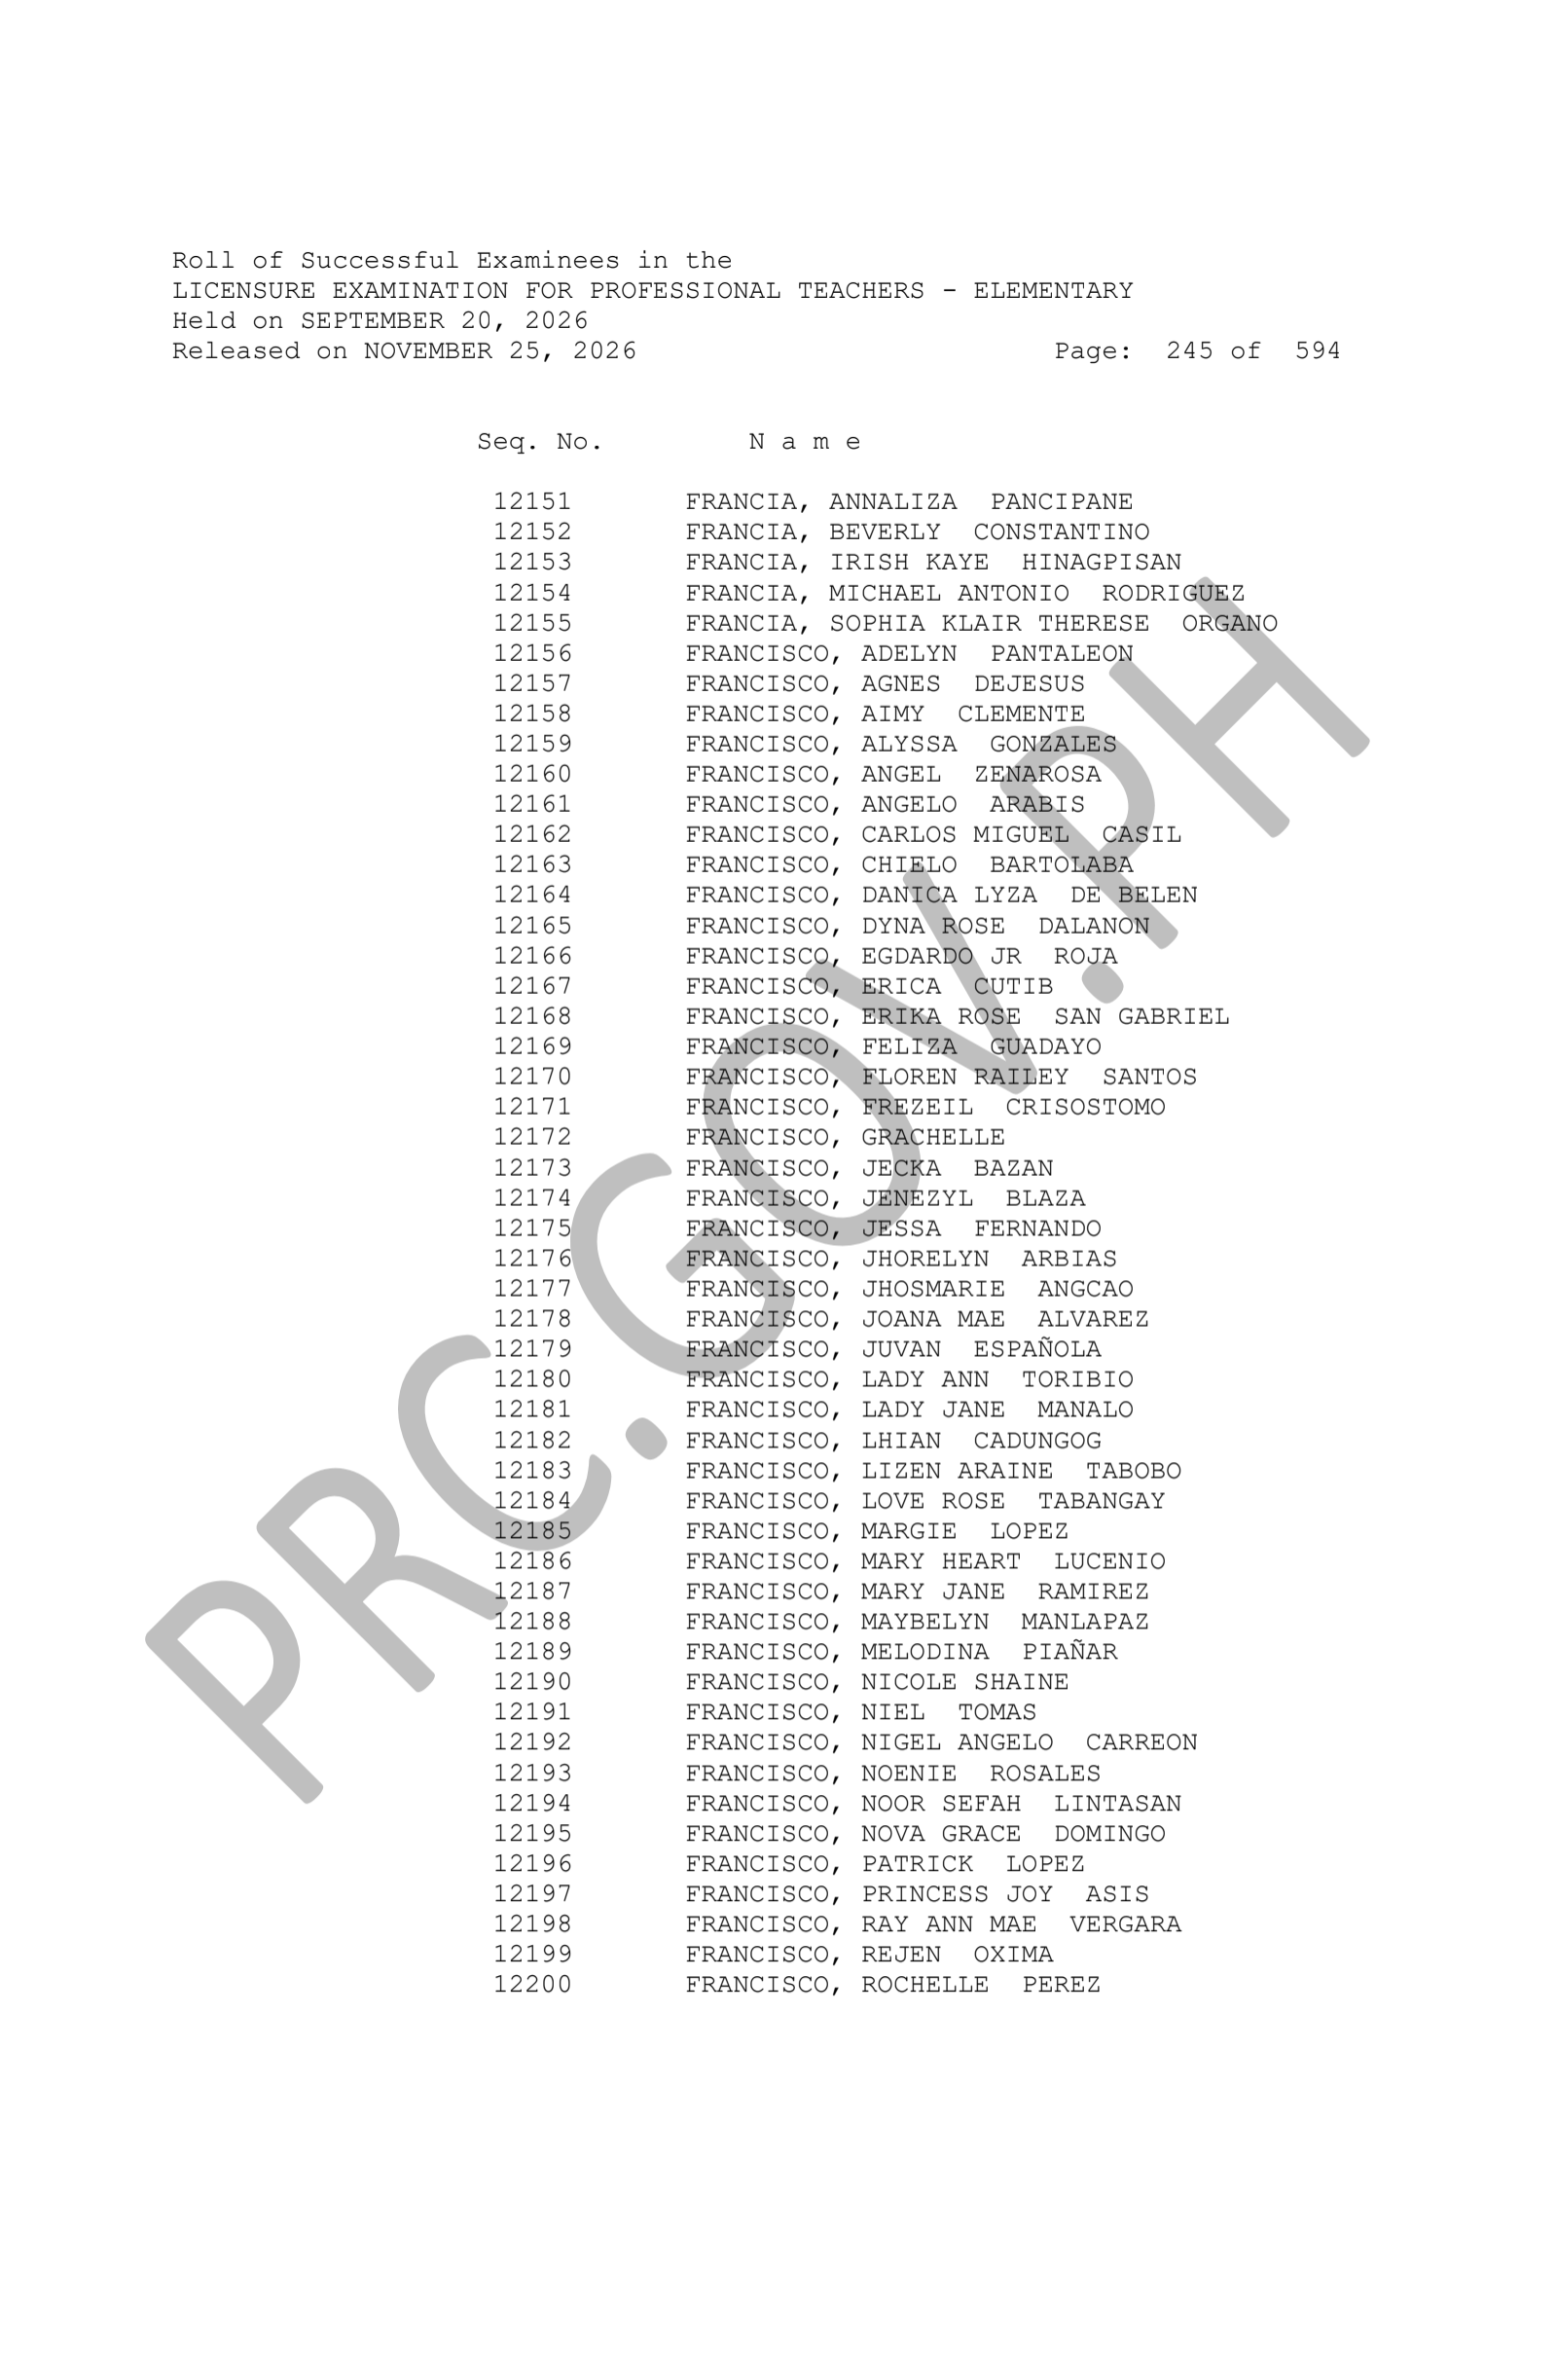 Roll of Successful Examinees in the
LICENSURE EXAMINATION FOR PROFESSIONAL TEACHERS - ELEMENTARY
Held on SEPTEMBER 20, 2026
Released on NOVEMBER 25, 2026 Page: 245 of 594
Seq. No. N a m e
12151 FRANCIA, ANNALIZA PANCIPANE
12152 FRANCIA, BEVERLY CONSTANTINO
12153 FRANCIA, IRISH KAYE HINAGPISAN
12154 FRANCIA, MICHAEL ANTONIO RODRIGUEZ
12155 FRANCIA, SOPHIA KLAIR THERESE ORGANO
12156 FRANCISCO, ADELYN PANTALEON
12157 FRANCISCO, AGNES DEJESUS
12158 FRANCISCO, AIMY CLEMENTE
12159 FRANCISCO, ALYSSA GONZALES
12160 FRANCISCO, ANGEL ZENAROSA
12161 FRANCISCO, ANGELO ARABIS
12162 FRANCISCO, CARLOS MIGUEL CASIL
12163 FRANCISCO, CHIELO BARTOLABA
12164 FRANCISCO, DANICA LYZA DE BELEN
12165 FRANCISCO, DYNA ROSE DALANON
12166 FRANCISCO, EGDARDO JR ROJA
12167 FRANCISCO, ERICA CUTIB
12168 FRANCISCO, ERIKA ROSE SAN GABRIEL
12169 FRANCISCO, FELIZA GUADAYO
12170 FRANCISCO, FLOREN RAILEY SANTOS
12171 FRANCISCO, FREZEIL CRISOSTOMO
12172 FRANCISCO, GRACHELLE
12173 FRANCISCO, JECKA BAZAN
12174 FRANCISCO, JENEZYL BLAZA
12175 FRANCISCO, JESSA FERNANDO
12176 FRANCISCO, JHORELYN ARBIAS
12177 FRANCISCO, JHOSMARIE ANGCAO
12178 FRANCISCO, JOANA MAE ALVAREZ
12179 FRANCISCO, JUVAN ESPAÑOLA
12180 FRANCISCO, LADY ANN TORIBIO
12181 FRANCISCO, LADY JANE MANALO
12182 FRANCISCO, LHIAN CADUNGOG
12183 FRANCISCO, LIZEN ARAINE TABOBO
12184 FRANCISCO, LOVE ROSE TABANGAY
12185 FRANCISCO, MARGIE LOPEZ
12186 FRANCISCO, MARY HEART LUCENIO
12187 FRANCISCO, MARY JANE RAMIREZ
12188 FRANCISCO, MAYBELYN MANLAPAZ
12189 FRANCISCO, MELODINA PIAÑAR
12190 FRANCISCO, NICOLE SHAINE
12191 FRANCISCO, NIEL TOMAS
12192 FRANCISCO, NIGEL ANGELO CARREON
12193 FRANCISCO, NOENIE ROSALES
12194 FRANCISCO, NOOR SEFAH LINTASAN
12195 FRANCISCO, NOVA GRACE DOMINGO
12196 FRANCISCO, PATRICK LOPEZ
12197 FRANCISCO, PRINCESS JOY ASIS
12198 FRANCISCO, RAY ANN MAE VERGARA
12199 FRANCISCO, REJEN OXIMA
12200 FRANCISCO, ROCHELLE PEREZ
PRC.GOV.PH